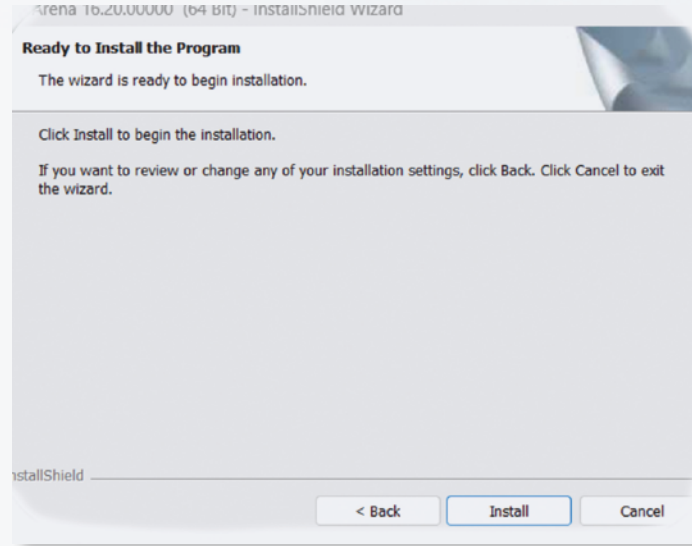 Arena 16.20.00000 (64 Bit) - InstallShield Wizard
Ready to Install the Program
The wizard is ready to begin installation.
Click Install to begin the installation.
If you want to review or change any of your installation settings, click Back. Click Cancel to exit
the wizard.
nstallShield
< Back Install Cancel